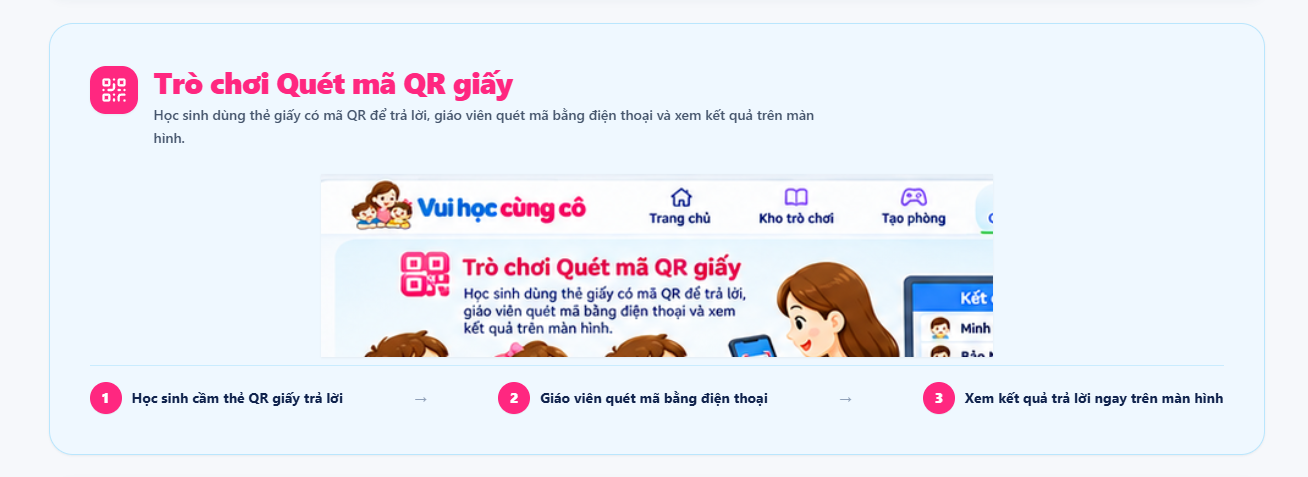 Trò chơi Quét mã QR giấy
Học sinh dùng thẻ giấy có mã QR để trả lời, giáo viên quét mã bằng điện thoại và xem kết quả trên màn
hình.
Vui học cùng cô
Trang chủ
Kho trò chơi
Tạo phòng
Trò chơi Quét mã QR giấy
Học sinh dùng thẻ giấy có mã QR để trả lời,
giáo viên quét mã bằng điện thoại và xem
kết quả trên màn hình.
Kết
Minh
1 Học sinh cầm thẻ QR giấy trả lời →
2 Giáo viên quét mã bằng điện thoại →
3 Xem kết quả trả lời ngay trên màn hình